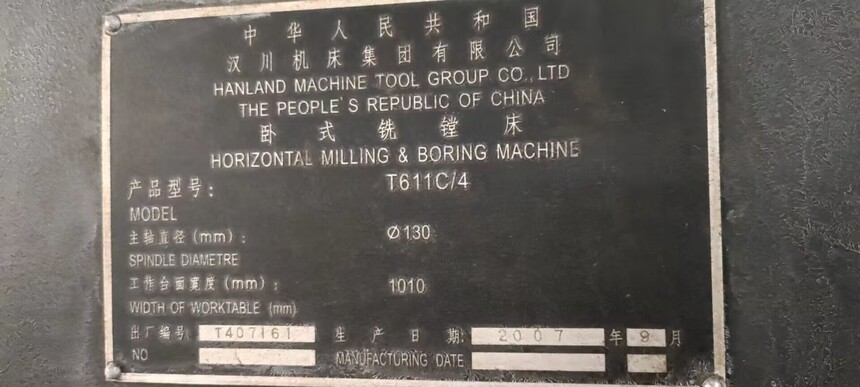 中华人民共和国
汉川机床集团有限公司
HANLAND MACHINE TOOL GROUP CO.,LTD
THE PEOPLE'S REPUBLIC OF CHINA
卧式铣镗床
HORIZONTAL MILLING & BORING MACHINE
产品型号: T611C/4
MODEL
主轴直径 (mm): Ø130
SPINDLE DIAMETRE
工作台面宽度 (mm): 1010
WIDTH OF WORKTABLE (mm)
出厂编号 T407161 生产日期: 2007 年 9 月
NO MANUFACTURING DATE